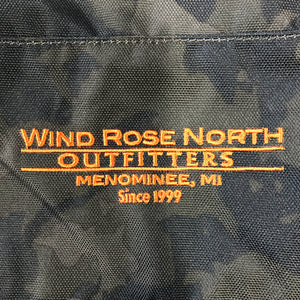 WIND ROSE NORTH
OUTFITTERS
MENOMINEE, MI
Since 1999